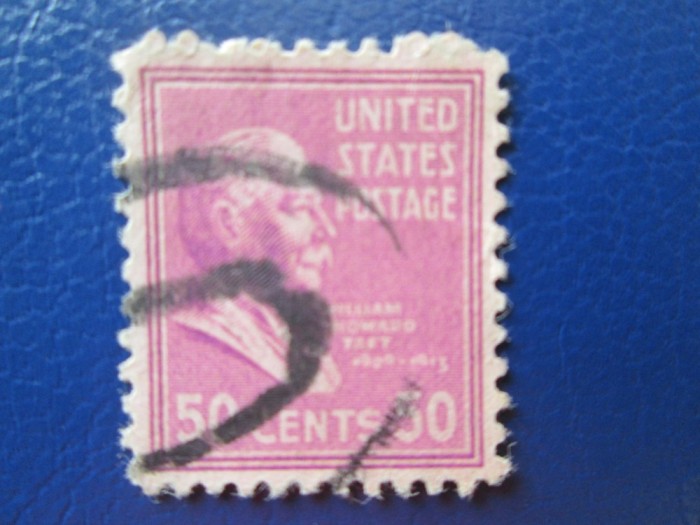 UNITED
STATES
POSTAGE
WILLIAM
HOWARD
TAFT
1909-1913
50 CENTS 50